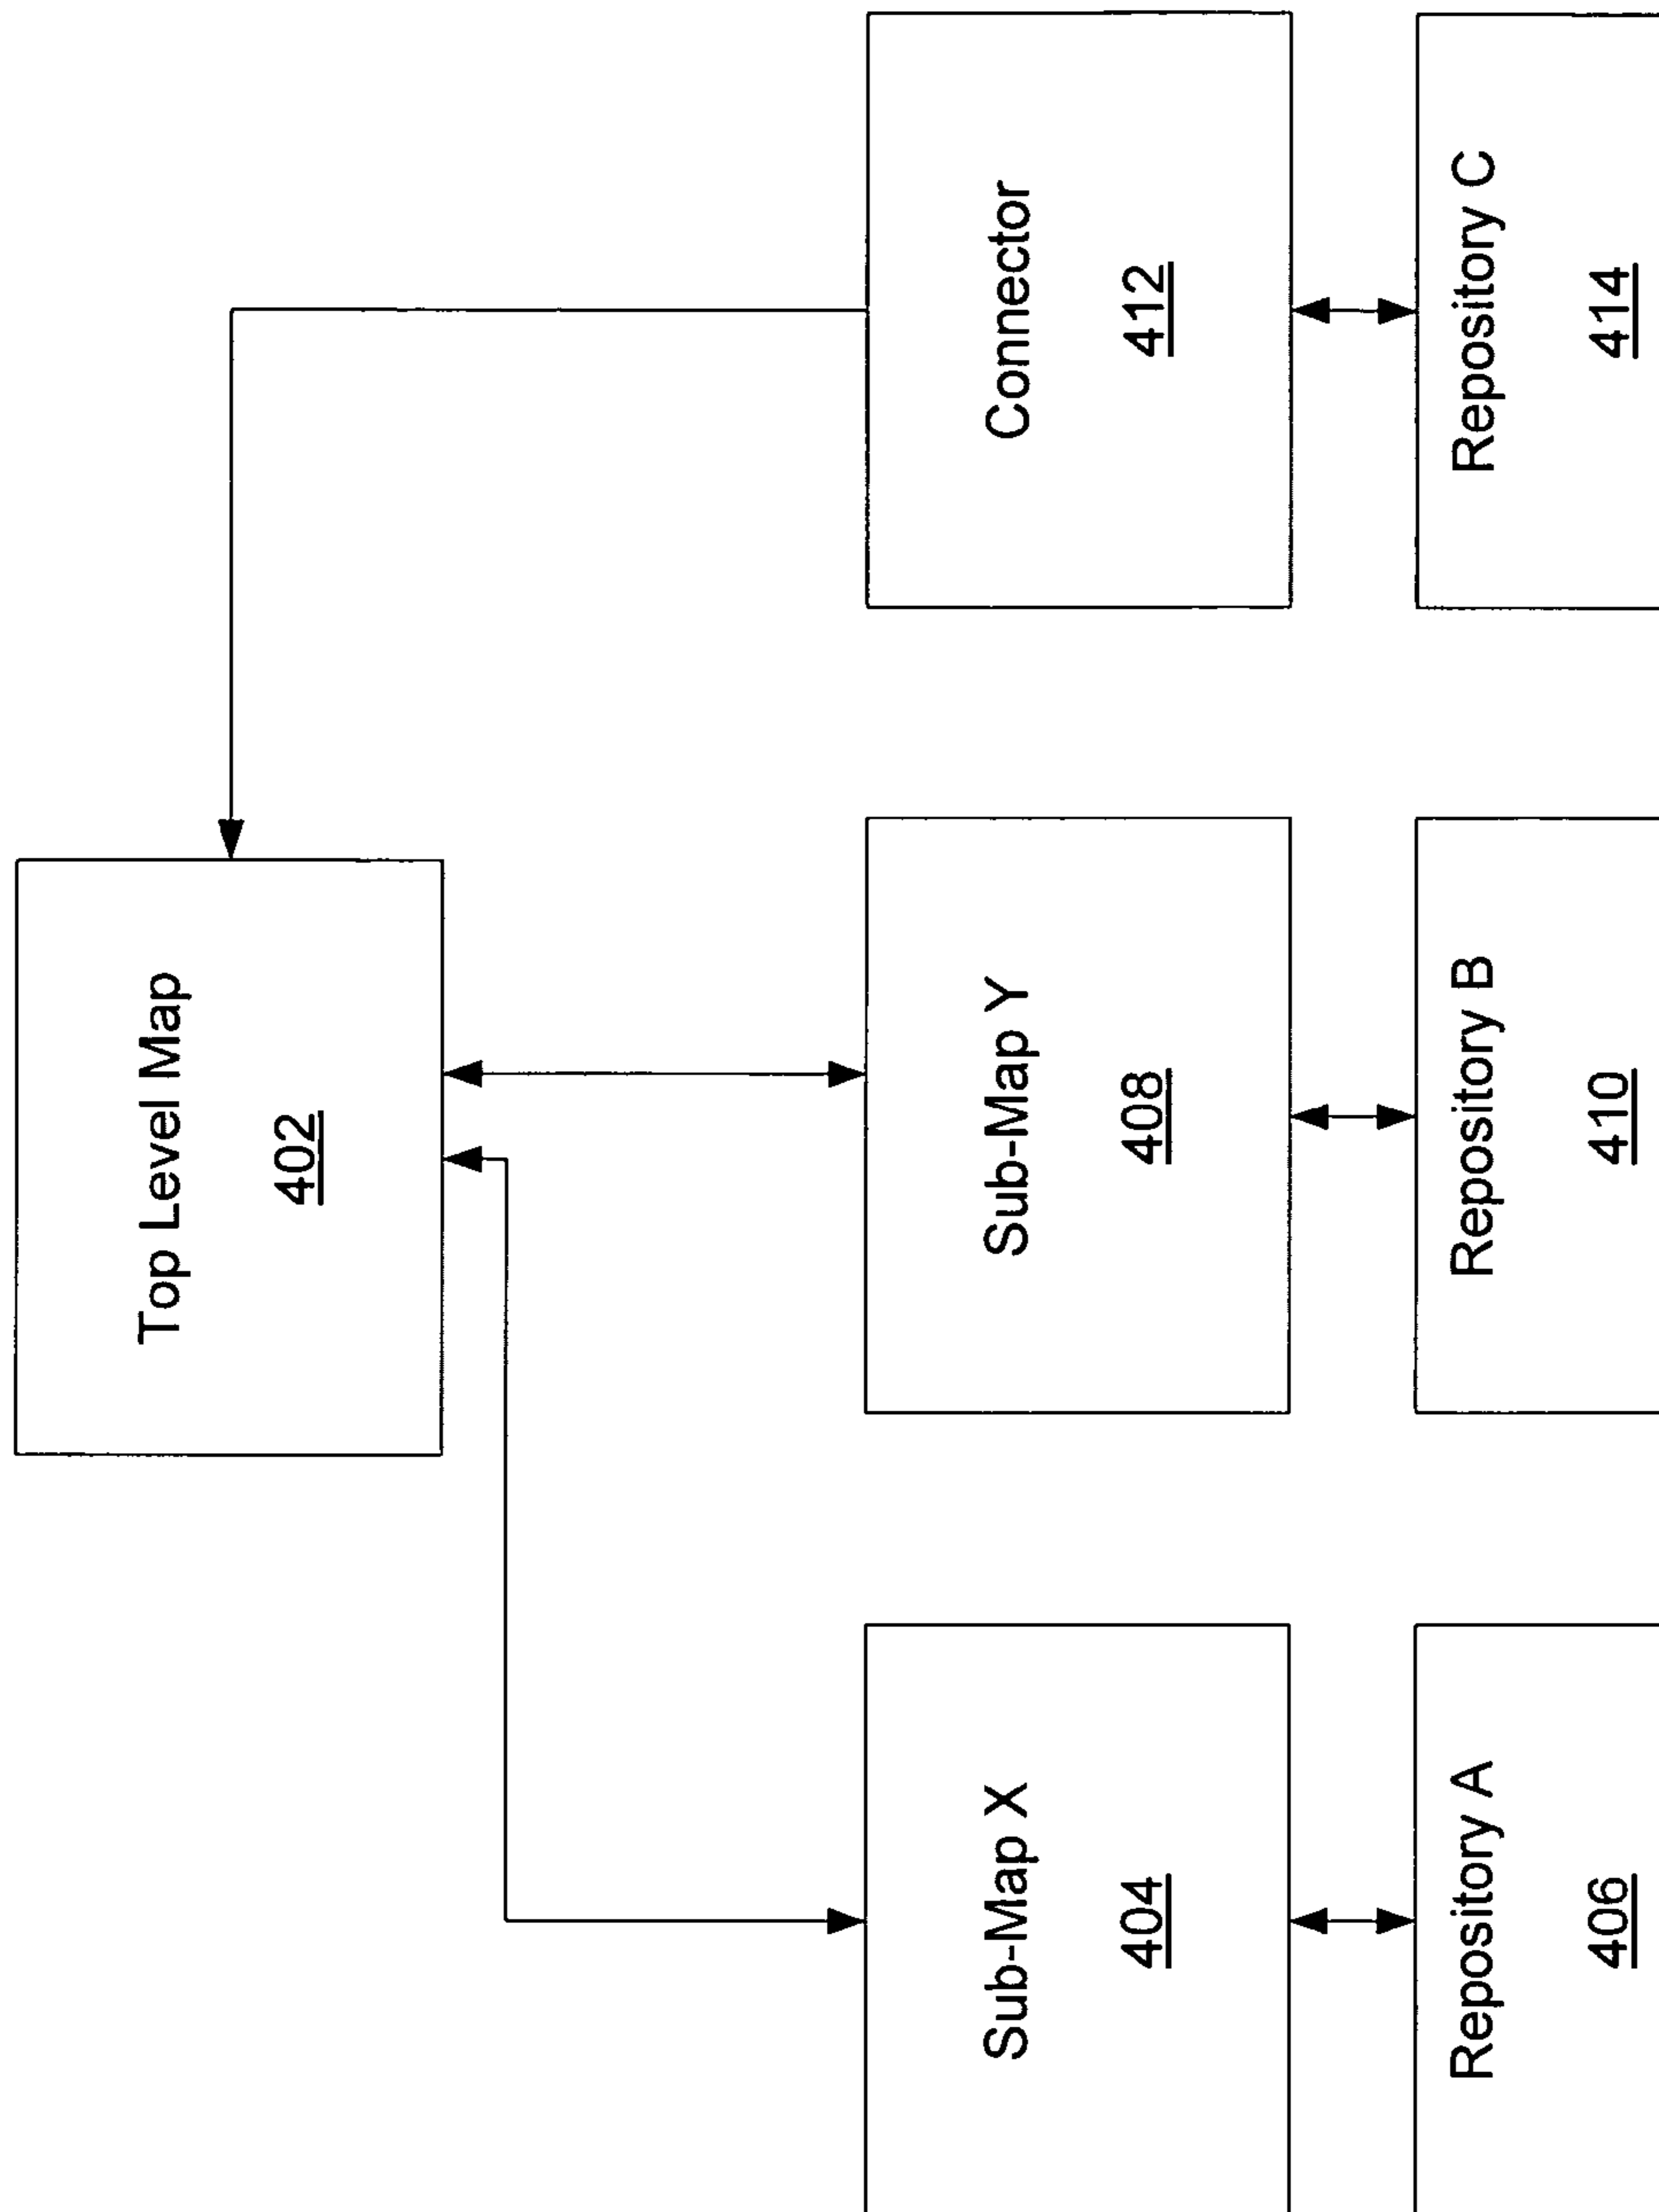 Top Level Map
402
Sub-Map X
404
Sub-Map Y
408
Connector
412
Repository A
406
Repository B
410
Repository C
414